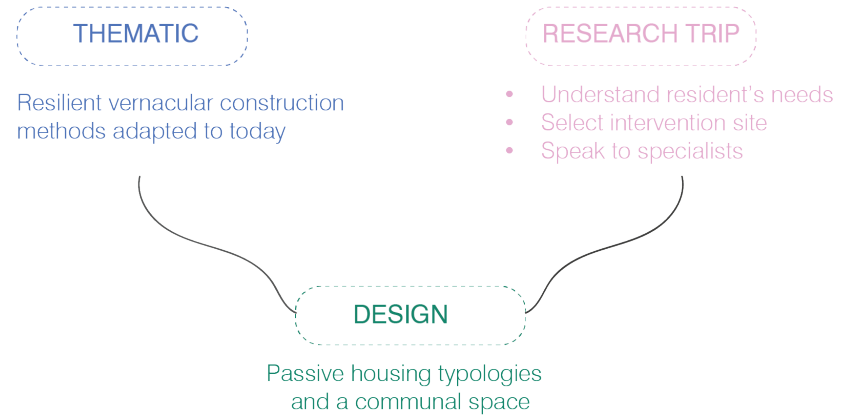 THEMATIC
Resilient vernacular construction
methods adapted to today
RESEARCH TRIP
• Understand resident's needs
• Select intervention site
• Speak to specialists
DESIGN
Passive housing typologies
and a communal space